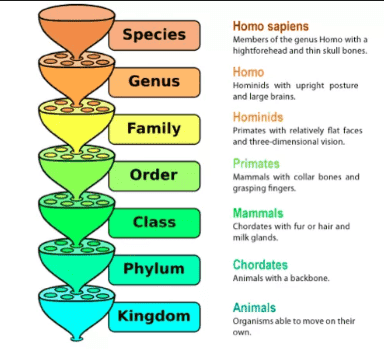 Species
Homo sapiens
Members of the genus Homo with a
hightforehead and thin skull bones.
Genus
Homo
Hominids with upright posture
and large brains.
Family
Hominids
Primates with relatively flat faces
and three-dimensional vision.
Order
Primates
Mammals with collar bones and
grasping fingers.
Class
Mammals
Chordates with fur or hair and
milk glands.
Phylum
Chordates
Animals with a backbone.
Kingdom
Animals
Organisms able to move on their
own.